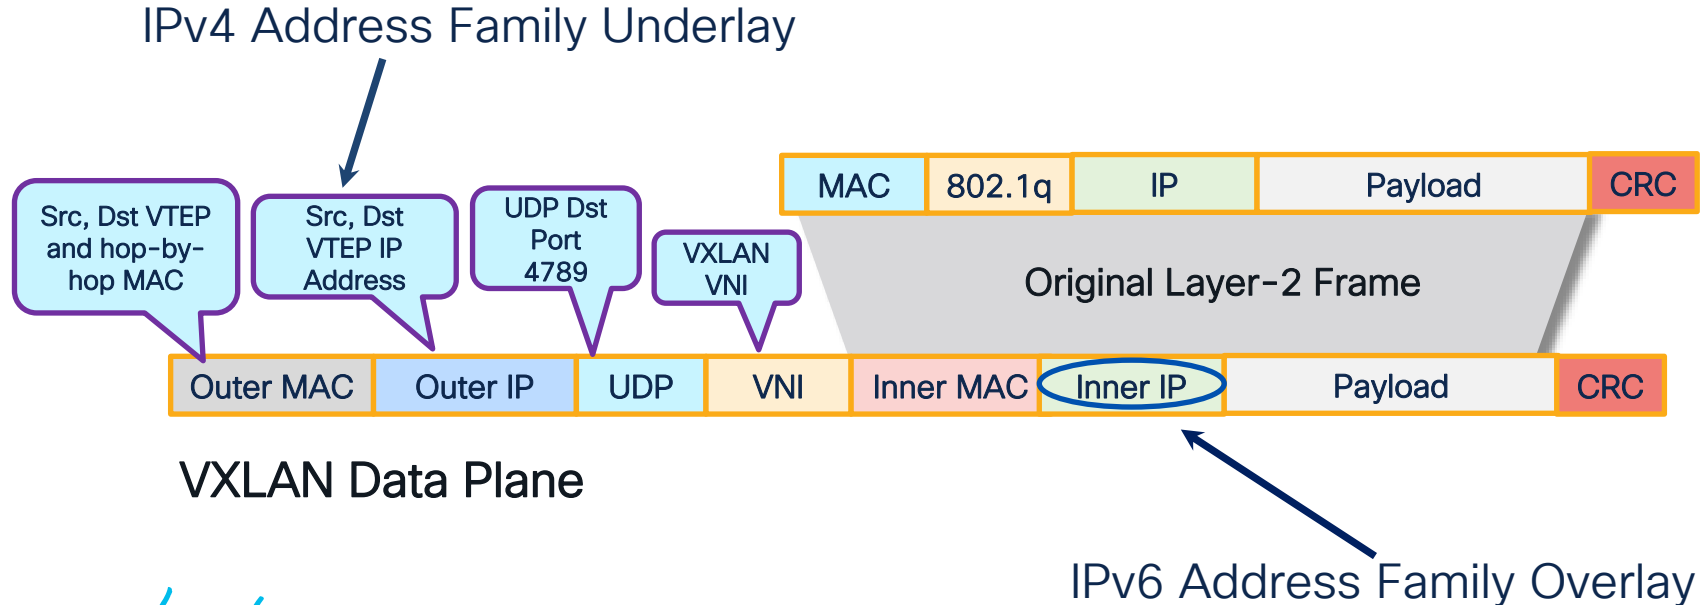 IPv4 Address Family Underlay
MAC 802.1q IP Payload CRC
Src, Dst VTEP
and hop-by-
hop MAC
Src, Dst
VTEP IP
Address
UDP Dst
Port
4789
VXLAN
VNI
Original Layer-2 Frame
Outer MAC Outer IP UDP VNI Inner MAC Inner IP Payload CRC
VXLAN Data Plane
IPv6 Address Family Overlay